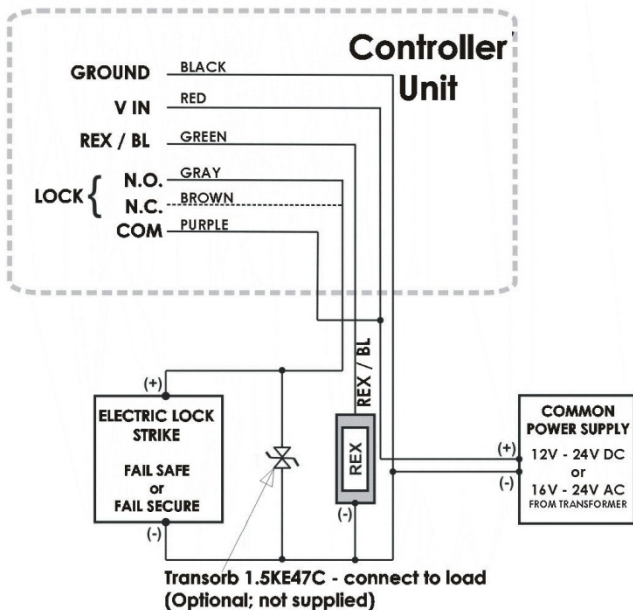 Controller
Unit
GROUND BLACK
V IN RED
REX / BL GREEN
LOCK { N.O. GRAY
N.C. BROWN
COM PURPLE
REX / BL
(+)
ELECTRIC LOCK
STRIKE
FAIL SAFE
or
FAIL SECURE
(-)
REX
(-)
COMMON
POWER SUPPLY
(+) 12V - 24V DC
or
(-) 16V - 24V AC
FROM TRANSFORMER
Transorb 1.5KE47C - connect to load
(Optional; not supplied)